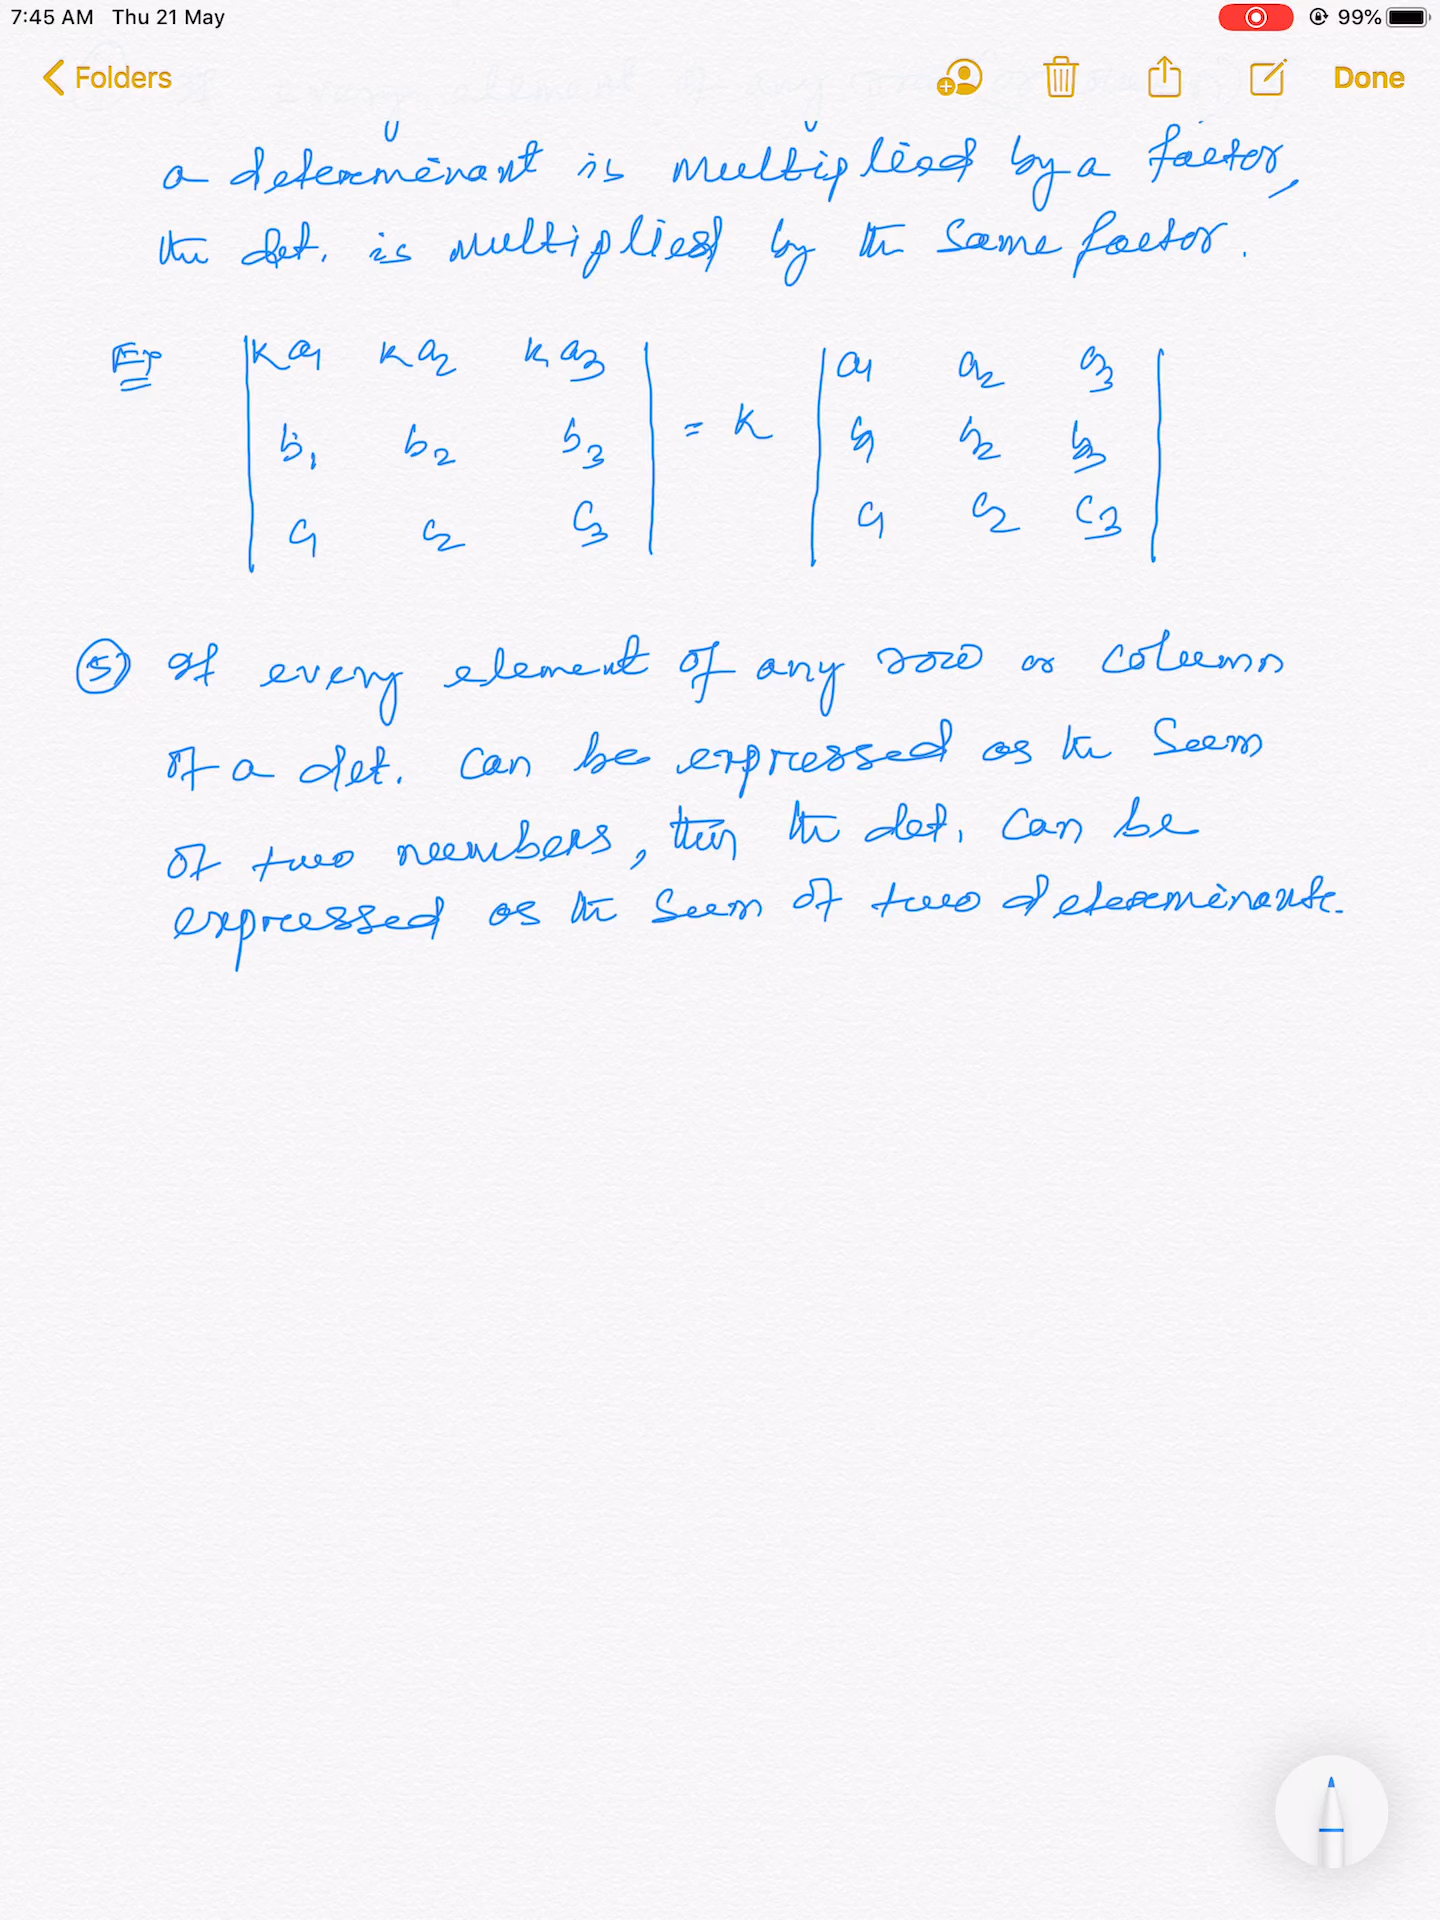 7:45 AM Thu 21 May 99%
Folders Done
a determinant is multiplied by a factor,
the det. is multiplied by the same factor.
Ex | ka1 ka2 ka3 | | a1 a2 a3 |
| b1 b2 b3 | = k | b1 b2 b3 |
| c1 c2 c3 | | c1 c2 c3 |
(5) If every element of any row or column
of a det. can be expressed as the sum
of two numbers, then the det. can be
expressed as the sum of two determinants.